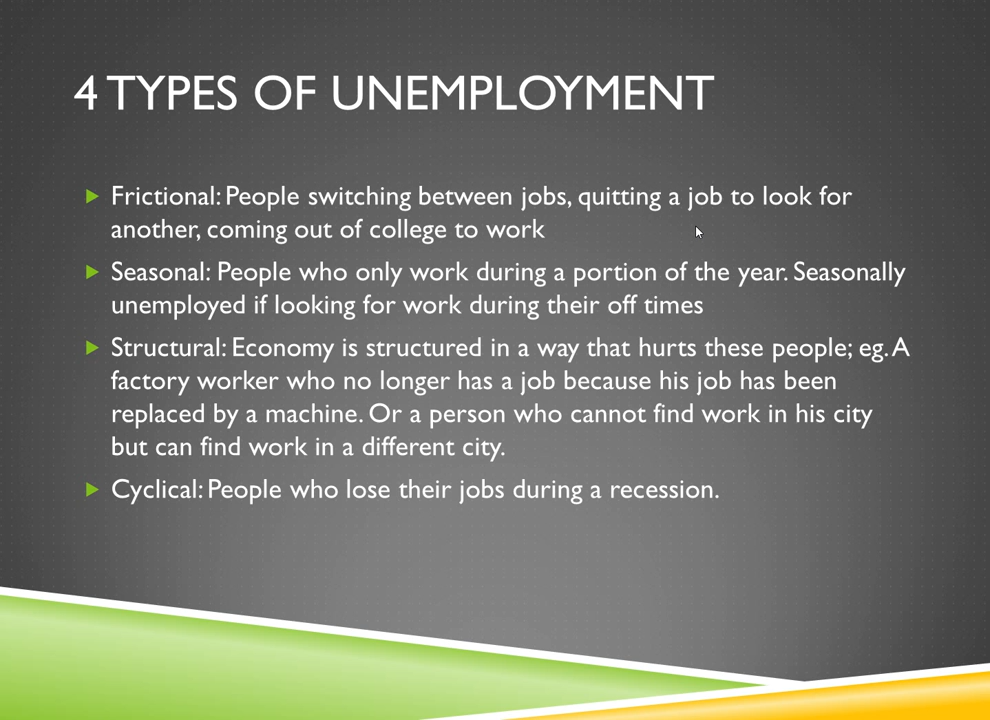 4 TYPES OF UNEMPLOYMENT
Frictional: People switching between jobs, quitting a job to look for
another, coming out of college to work
Seasonal: People who only work during a portion of the year. Seasonally
unemployed if looking for work during their off times
Structural: Economy is structured in a way that hurts these people; eg. A
factory worker who no longer has a job because his job has been
replaced by a machine. Or a person who cannot find work in his city
but can find work in a different city.
Cyclical: People who lose their jobs during a recession.